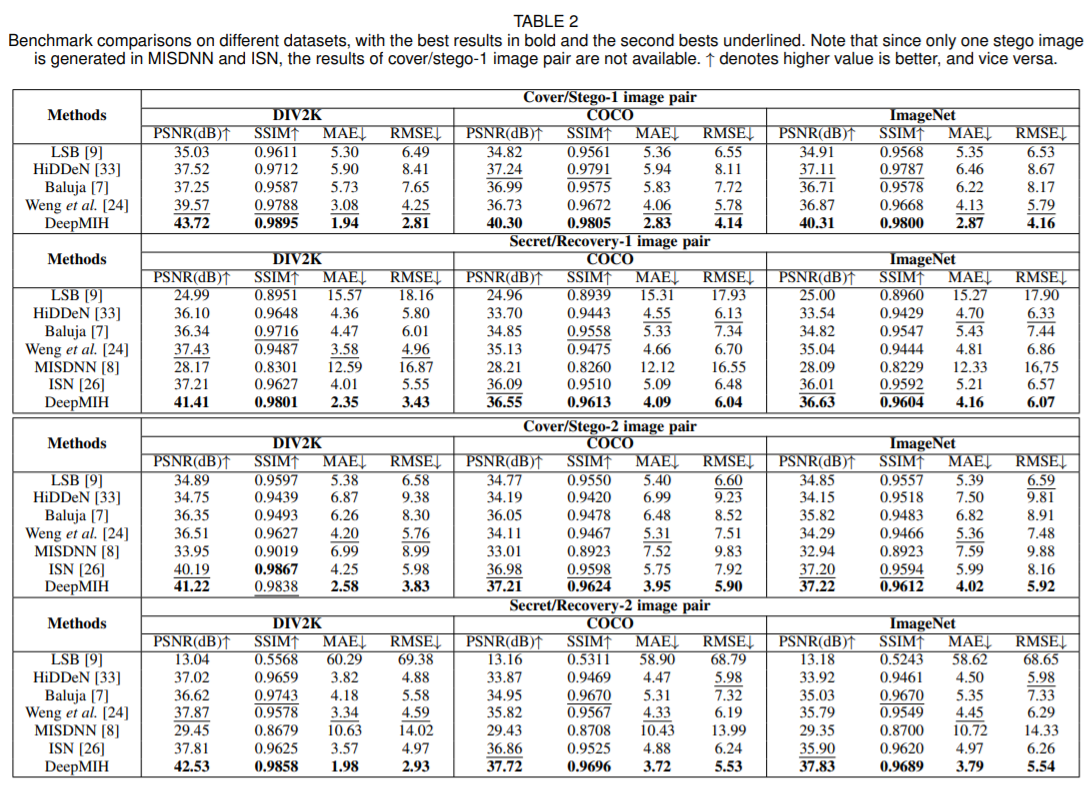 TABLE 2
Benchmark comparisons on different datasets, with the best results in bold and the second bests underlined. Note that since only one stego image
is generated in MISDNN and ISN, the results of cover/stego-1 image pair are not available. ↑ denotes higher value is better, and vice versa.
Methods Cover/Stego-1 image pair
DIV2K COCO ImageNet
PSNR(dB)↑ SSIM↑ MAE↓ RMSE↓ PSNR(dB)↑ SSIM↑ MAE↓ RMSE↓ PSNR(dB)↑ SSIM↑ MAE↓ RMSE↓
LSB [9] 35.03 0.9611 5.30 6.49 34.82 0.9561 5.36 6.55 34.91 0.9568 5.35 6.53
HiDDeN [33] 37.52 0.9712 5.90 8.41 37.24 0.9791 5.94 8.11 37.11 0.9787 6.46 8.67
Baluja [7] 37.25 0.9587 5.73 7.65 36.99 0.9575 5.83 7.72 36.71 0.9578 6.22 8.17
Weng et al. [24] 39.57 0.9788 3.08 4.25 36.73 0.9672 4.06 5.78 36.87 0.9668 4.13 5.79
DeepMIH 43.72 0.9895 1.94 2.81 40.30 0.9805 2.83 4.14 40.31 0.9800 2.87 4.16
Methods Secret/Recovery-1 image pair
DIV2K COCO ImageNet
PSNR(dB)↑ SSIM↑ MAE↓ RMSE↓ PSNR(dB)↑ SSIM↑ MAE↓ RMSE↓ PSNR(dB)↑ SSIM↑ MAE↓ RMSE↓
LSB [9] 24.99 0.8951 15.57 18.16 24.96 0.8939 15.31 17.93 25.00 0.8960 15.27 17.90
HiDDeN [33] 36.10 0.9648 4.36 5.80 33.70 0.9443 4.55 6.13 33.54 0.9429 4.70 6.33
Baluja [7] 36.34 0.9716 4.47 6.01 34.85 0.9558 5.33 7.34 34.82 0.9547 5.43 7.44
Weng et al. [24] 37.43 0.9487 3.58 4.96 35.13 0.9475 4.66 6.70 35.04 0.9444 4.81 6.86
MISDNN [8] 28.17 0.8301 12.59 16.87 28.21 0.8260 12.12 16.55 28.09 0.8229 12.33 16,75
ISN [26] 37.21 0.9627 4.01 5.55 36.09 0.9510 5.09 6.48 36.01 0.9592 5.21 6.57
DeepMIH 41.41 0.9801 2.35 3.43 36.55 0.9613 4.09 6.04 36.63 0.9604 4.16 6.07
Methods Cover/Stego-2 image pair
DIV2K COCO ImageNet
PSNR(dB)↑ SSIM↑ MAE↓ RMSE↓ PSNR(dB)↑ SSIM↑ MAE↓ RMSE↓ PSNR(dB)↑ SSIM↑ MAE↓ RMSE↓
LSB [9] 34.89 0.9597 5.38 6.58 34.77 0.9550 5.40 6.60 34.85 0.9557 5.39 6.59
HiDDeN [33] 34.75 0.9439 6.87 9.38 34.19 0.9420 6.99 9.23 34.15 0.9518 7.50 9.81
Baluja [7] 36.35 0.9493 6.26 8.30 36.05 0.9478 6.48 8.52 35.82 0.9483 6.82 8.91
Weng et al. [24] 36.51 0.9627 4.20 5.76 34.11 0.9467 5.31 7.51 34.29 0.9466 5.36 7.48
MISDNN [8] 33.95 0.9019 6.99 8.99 33.01 0.8923 7.52 9.83 32.94 0.8923 7.59 9.88
ISN [26] 40.19 0.9867 4.25 5.98 36.98 0.9598 5.75 7.92 37.20 0.9594 5.99 8.16
DeepMIH 41.22 0.9838 2.58 3.83 37.21 0.9624 3.95 5.90 37.22 0.9612 4.02 5.92
Methods Secret/Recovery-2 image pair
DIV2K COCO ImageNet
PSNR(dB)↑ SSIM↑ MAE↓ RMSE↓ PSNR(dB)↑ SSIM↑ MAE↓ RMSE↓ PSNR(dB)↑ SSIM↑ MAE↓ RMSE↓
LSB [9] 13.04 0.5568 60.29 69.38 13.16 0.5311 58.90 68.79 13.18 0.5243 58.62 68.65
HiDDeN [33] 37.02 0.9659 3.82 4.88 33.87 0.9469 4.47 5.98 33.92 0.9461 4.50 5.98
Baluja [7] 36.62 0.9743 4.18 5.58 34.95 0.9670 5.31 7.32 35.03 0.9670 5.35 7.33
Weng et al. [24] 37.87 0.9578 3.34 4.59 35.82 0.9567 4.33 6.19 35.79 0.9549 4.45 6.29
MISDNN [8] 29.45 0.8679 10.63 14.02 29.43 0.8708 10.43 13.99 29.35 0.8700 10.72 14.33
ISN [26] 37.81 0.9625 3.57 4.97 36.86 0.9525 4.88 6.24 35.90 0.9620 4.97 6.26
DeepMIH 42.53 0.9858 1.98 2.93 37.72 0.9696 3.72 5.53 37.83 0.9689 3.79 5.54